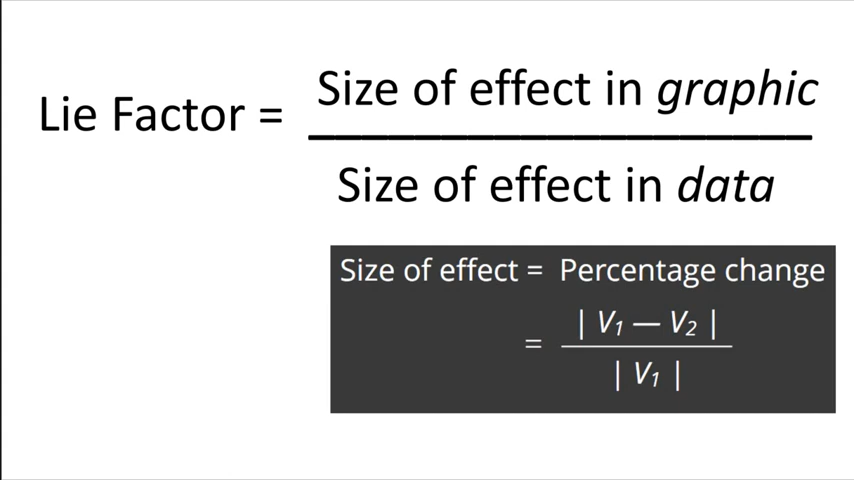 Size of effect in graphic
Lie Factor =
Size of effect in data
Size of effect = Percentage change
| V₁ — V₂ |
=
| V₁ |